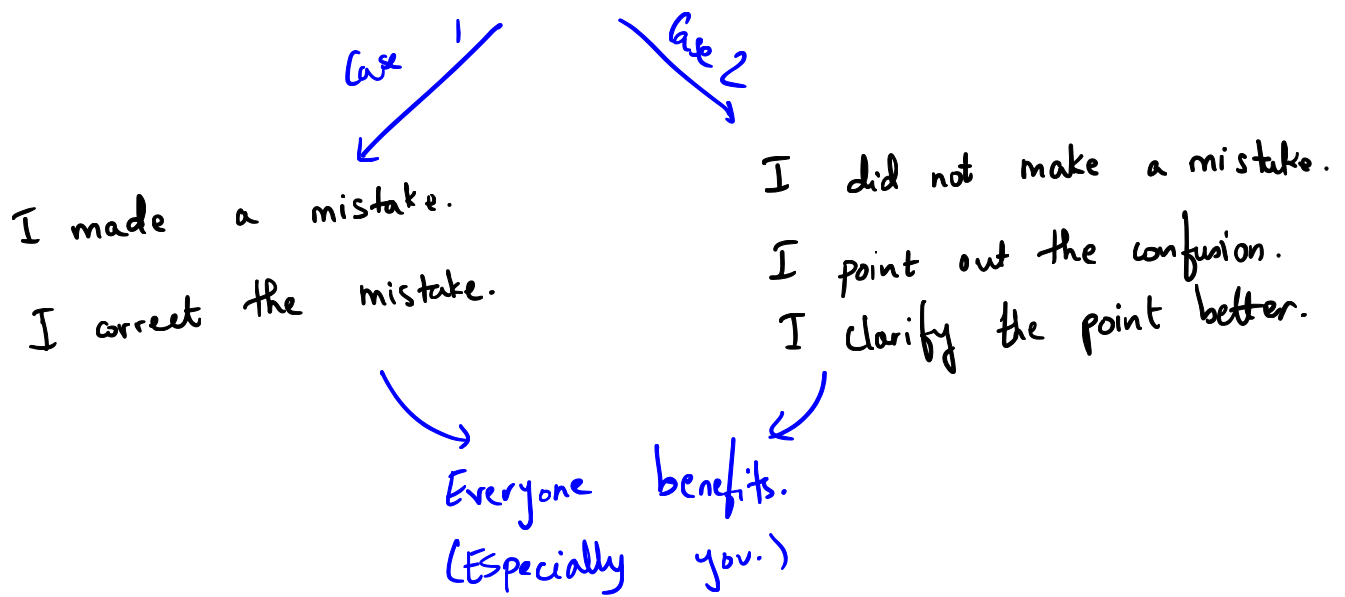 Case 1
Case 2
I made a mistake.
I correct the mistake.
I did not make a mistake.
I point out the confusion.
I clarify the point better.
Everyone benefits.
(Especially you.)